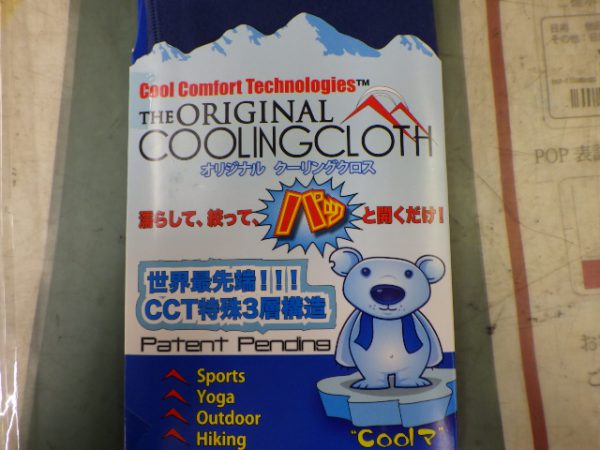 Cool Comfort Technologies™
THE ORIGINAL
COOLINGCLOTH
オリジナル クーリングクロス
濡らして、絞って、パッと開くだけ!
世界最先端!!!
CCT特殊3層構造
Patent Pending
Sports
Yoga
Outdoor
Hiking
"Coolマ"
POP 表